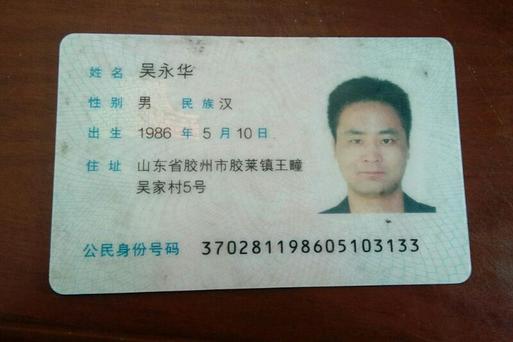 姓名 吴永华
性别 男 民族 汉
出生 1986 年 5 月 10 日
住址 山东省胶州市胶莱镇王疃
吴家村5号
公民身份号码 370281198605103133